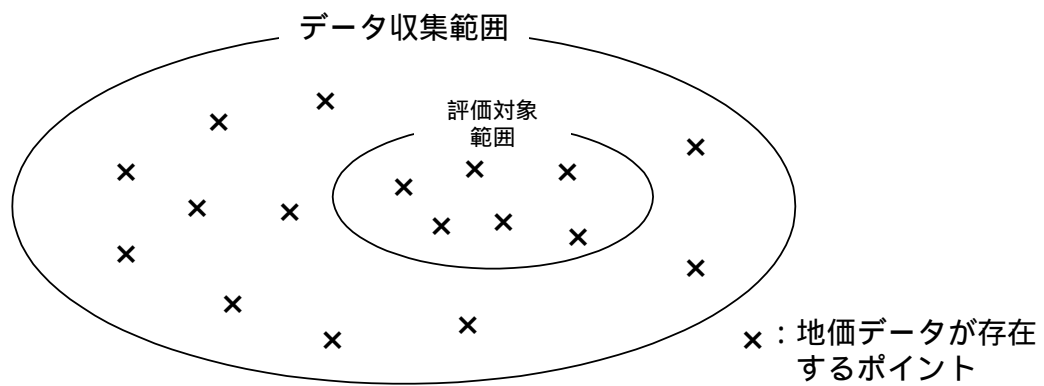 データ収集範囲
評価対象
範囲
×：地価データが存在
するポイント